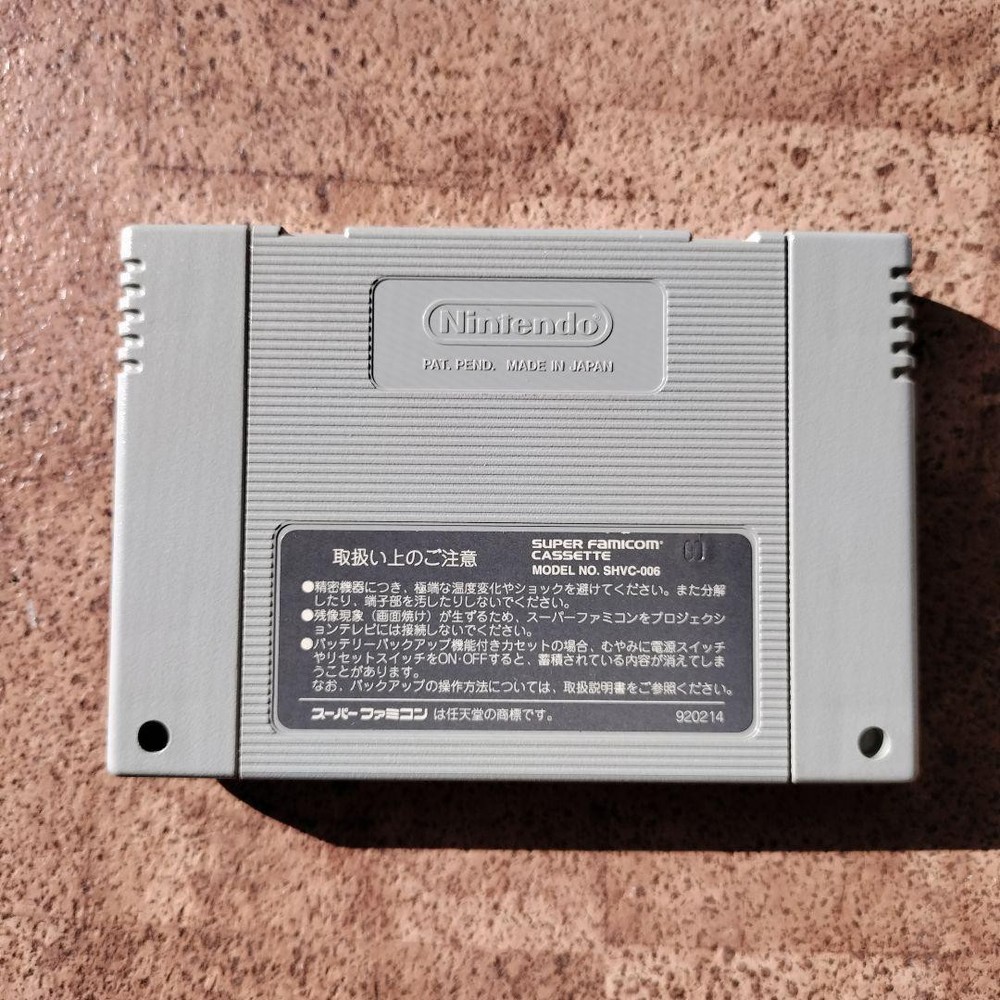 Nintendo®
PAT. PEND. MADE IN JAPAN
取扱い上のご注意
SUPER FAMICOM®
CASSETTE
MODEL NO. SHVC-006
●精密機器につき、極端な温度変化やショックを避けてください。また分解
したり、端子部を汚したりしないでください。
●残像現象（画面焼け）が生ずるため、スーパーファミコンをプロジェクシ
ョンテレビには接続しないでください。
●バッテリーバックアップ機能付きカセットの場合、むやみに電源スイッチ
やリセットスイッチをON・OFFすると、蓄積されている内容が消えてしま
うことがあります。
なお、バックアップの操作方法については、取扱説明書をご参照ください。
スーパーファミコン は任天堂の商標です。
920214